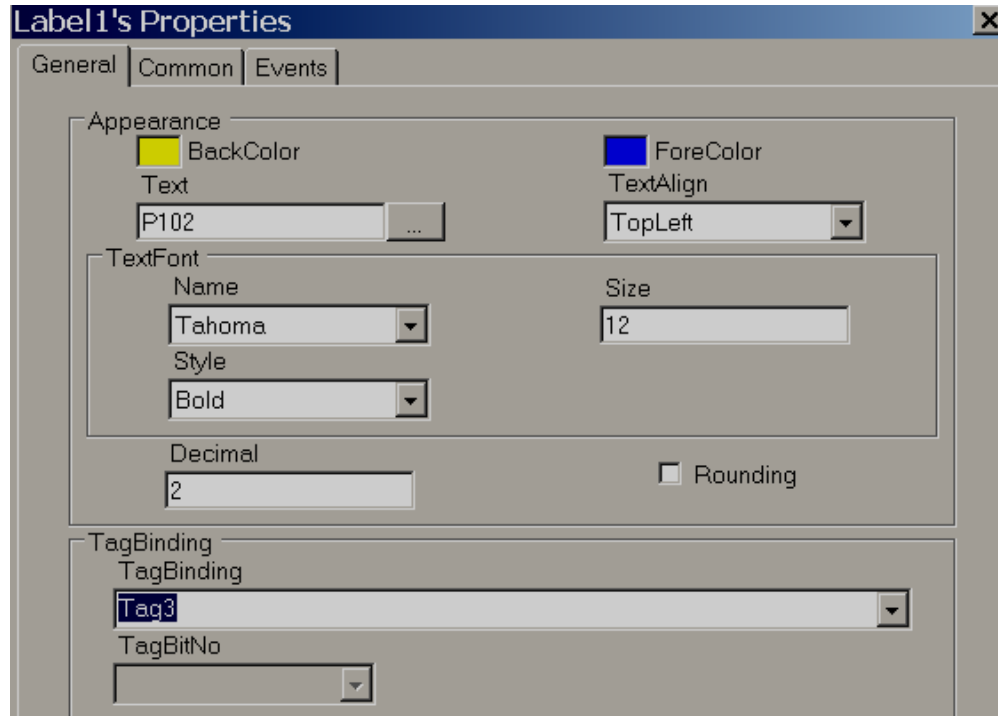 Label1's Properties
General Common Events
Appearance
BackColor ForeColor
Text TextAlign
P102 ... TopLeft
TextFont
Name Size
Tahoma 12
Style
Bold
Decimal
2 Rounding
TagBinding
TagBinding
Tag3
TagBitNo